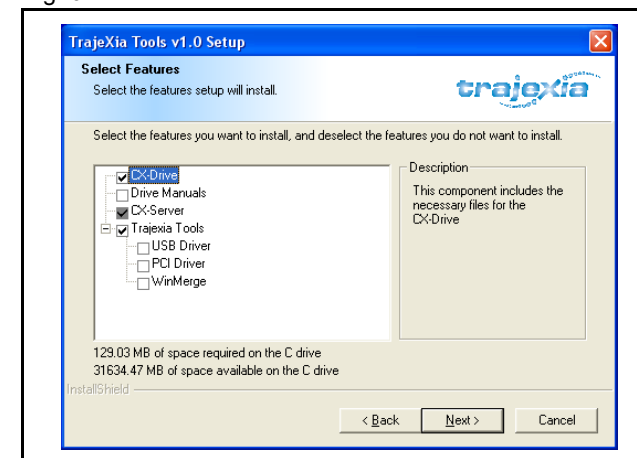 TrajeXia Tools v1.0 Setup
Select Features
Select the features setup will install.
trajexia
Select the features you want to install, and deselect the features you do not want to install.
CX-Drive
Drive Manuals
CX-Server
Trajexia Tools
USB Driver
PCI Driver
WinMerge
Description
This component includes the
necessary files for the
CX-Drive
129.03 MB of space required on the C drive
31634.47 MB of space available on the C drive
InstallShield
< Back
Next >
Cancel